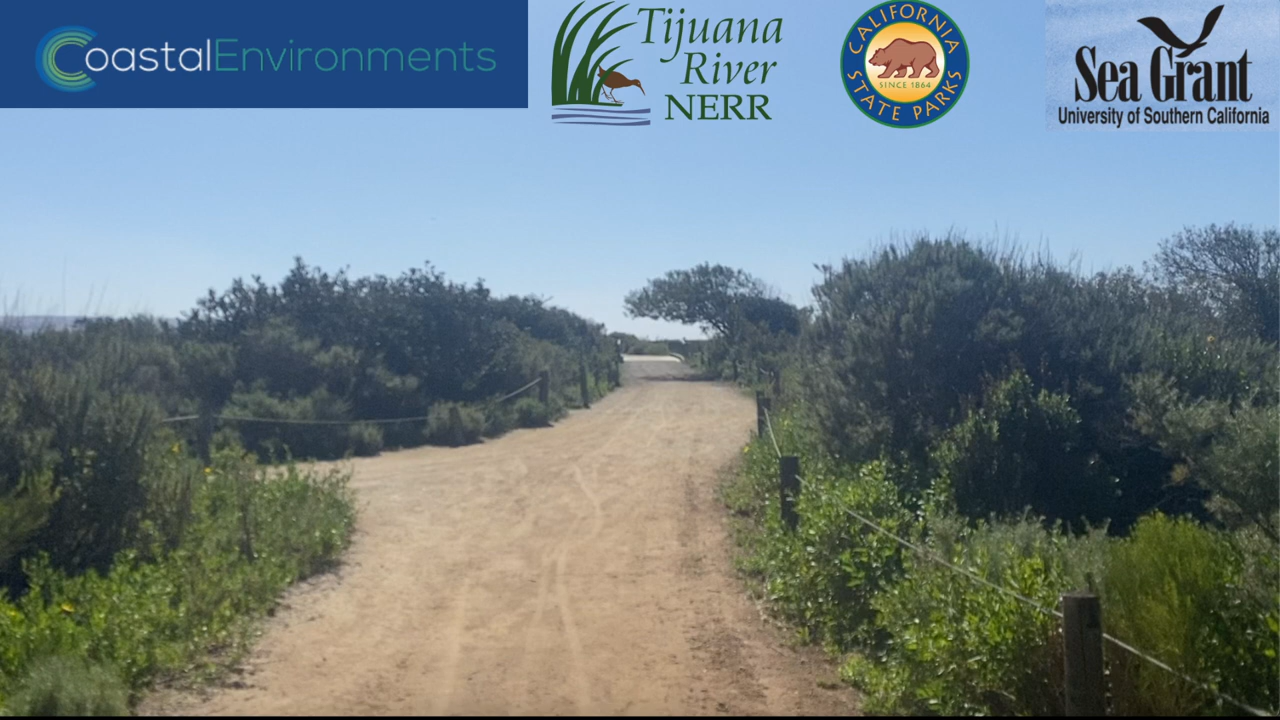 CoastalEnvironments
Tijuana
River
NERR
CALIFORNIA
SINCE 1864
STATE PARKS
Sea Grant
University of Southern California